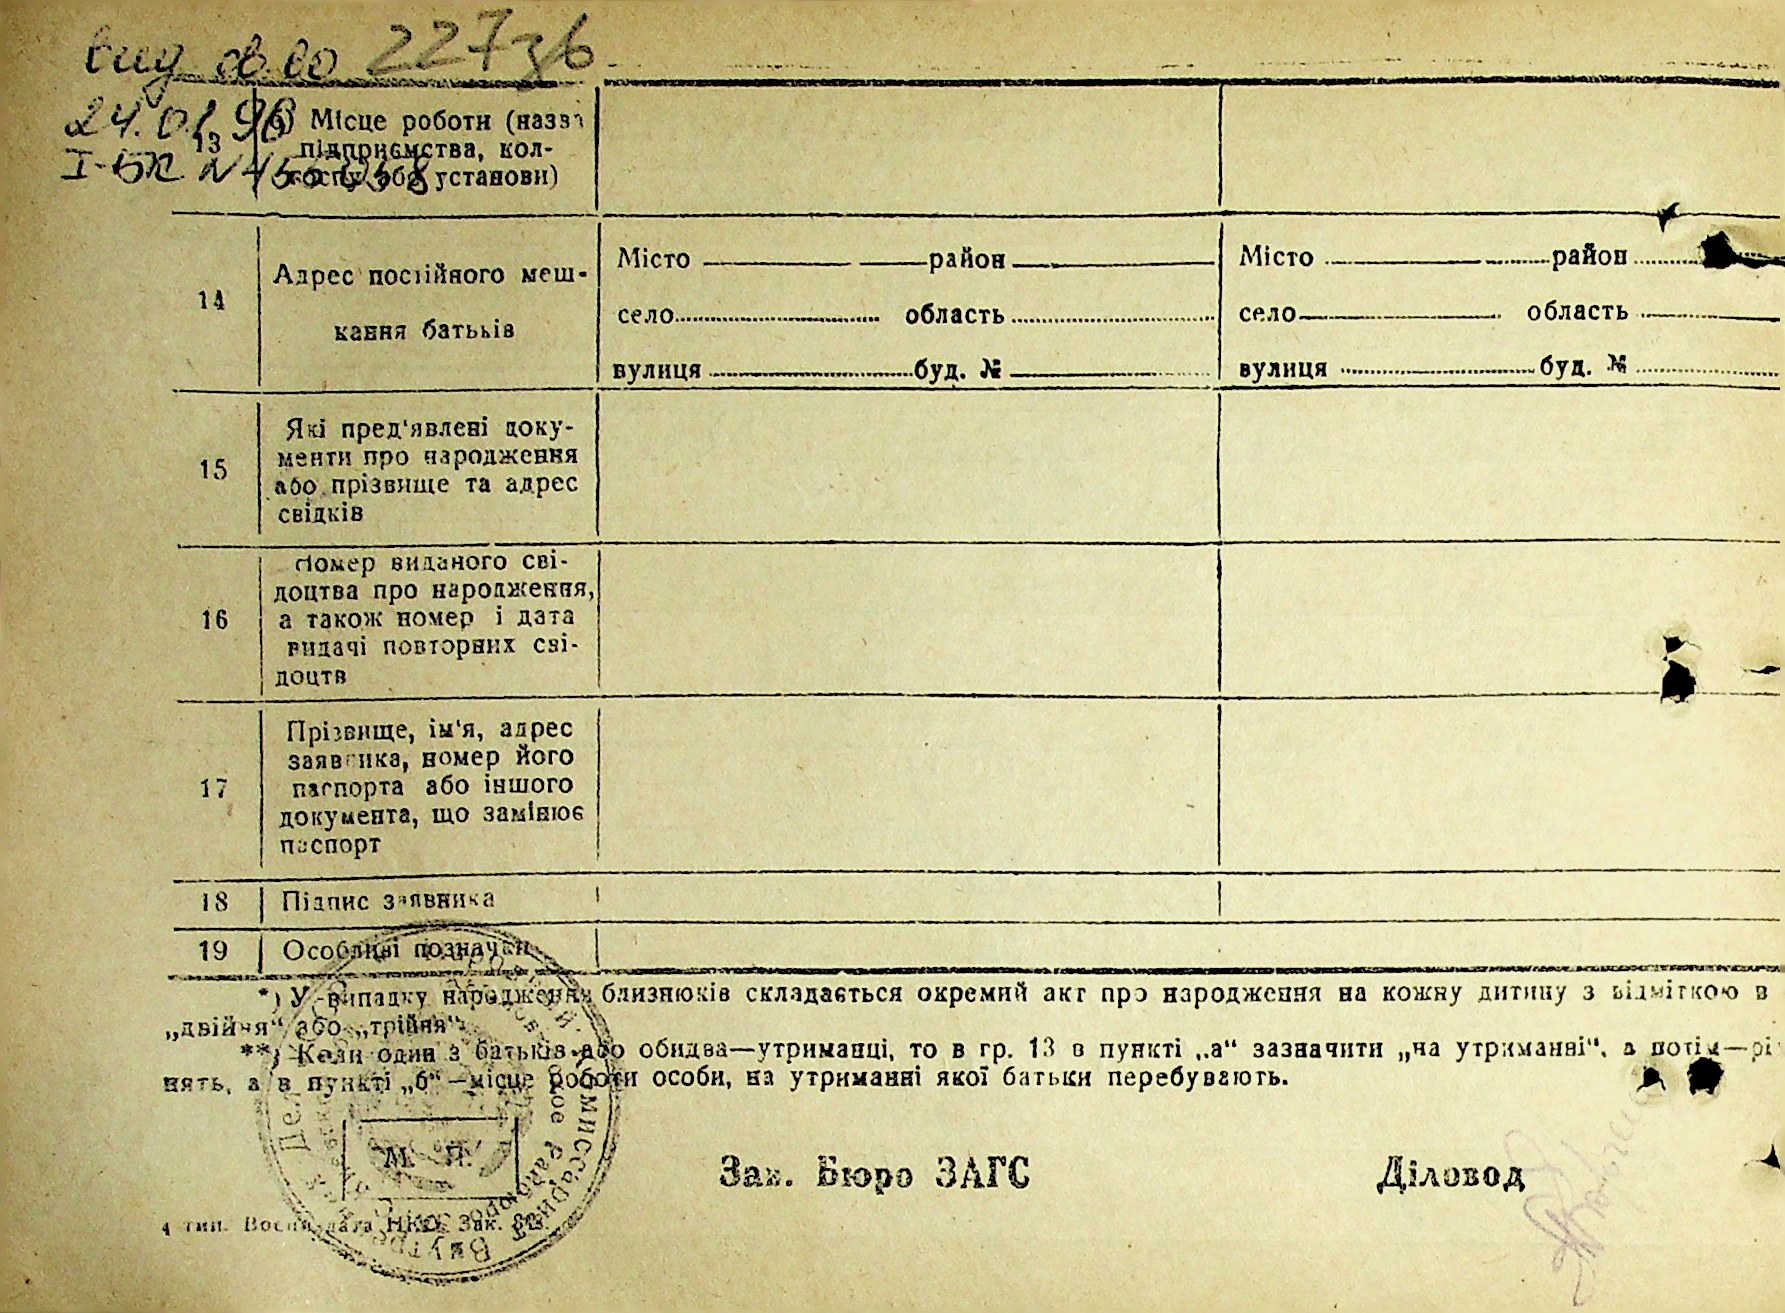 вид св во 227зб
24.01.96
13
б) Місце роботи (назва
підприємства, кол-
госпу або установи)
І-БК №
14
Адрес постійного меш-
кання батьків
Місто район
село область
вулиця буд. №
Місто район
село область
вулиця буд. №
15
Які пред'явлені доку-
менти про народження
або прізвище та адрес
свідків
16
Номер виданого сві-
доцтва про народження,
а також номер і дата
видачі повторних сві-
доцтв
17
Прізвище, ім'я, адрес
заявника, номер його
паспорта або іншого
документа, що замінює
паспорт
18 Підпис заявника
19 Особливі позначки
*) У випадку народження близнюків складається окремий акт про народження на кожну дитину з відміткою в
„двійня“ або „трійня“.
**) Коли один з батьків або обидва—утриманці, то в гр. 13 в пункті „а“ зазначити „на утриманні“, а потім—рі
нять, а в пункті „б“—місце роботи особи, на утриманні якої батьки перебувають.
М. П.
Зав. Бюро ЗАГС Діловод
4 тип. Воениздата НКО. Зак.